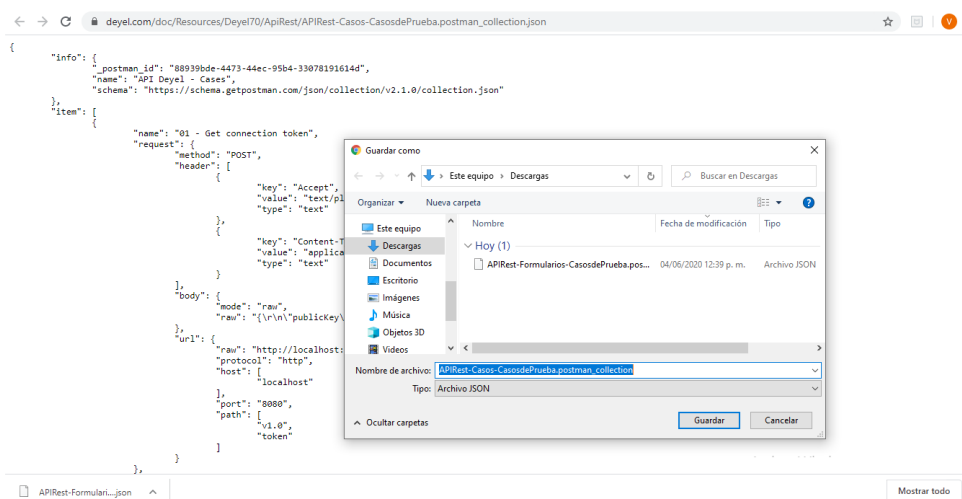 deyel.com/doc/Resources/Deyel70/ApiRest/APIRest-Casos-CasosdePrueba.postman_collection.json
V
{
"info": {
"_postman_id": "88939bde-4473-44ec-95b4-33078191614d",
"name": "API Deyel - Cases",
"schema": "https://schema.getpostman.com/json/collection/v2.1.0/collection.json"
},
"item": [
{
"name": "01 - Get connection token",
"request": {
"method": "POST",
"header": [
{
"key": "Accept",
"value": "text/pl
"type": "text"
},
{
"key": "Content-T
"value": "applica
"type": "text"
}
],
"body": {
"mode": "raw",
"raw": "{\r\n\"publicKey\
},
"url": {
"raw": "http://localhost:
"protocol": "http",
"host": [
"localhost"
],
"port": "8080",
"path": [
"v1.0",
"token"
]
}
},
Guardar como
Este equipo > Descargas
Buscar en Descargas
Organizar
Nueva carpeta
?
Este equipo
Descargas
Documentos
Escritorio
Imágenes
Música
Objetos 3D
Videos
Nombre Fecha de modificación Tipo
Hoy (1)
APIRest-Formularios-CasosdePrueba.pos... 04/06/2020 12:39 p. m. Archivo JSON
Nombre de archivo: APIRest-Casos-CasosdePrueba.postman_collection
Tipo: Archivo JSON
Ocultar carpetas
Guardar
Cancelar
APIRest-Formulari....json
Mostrar todo